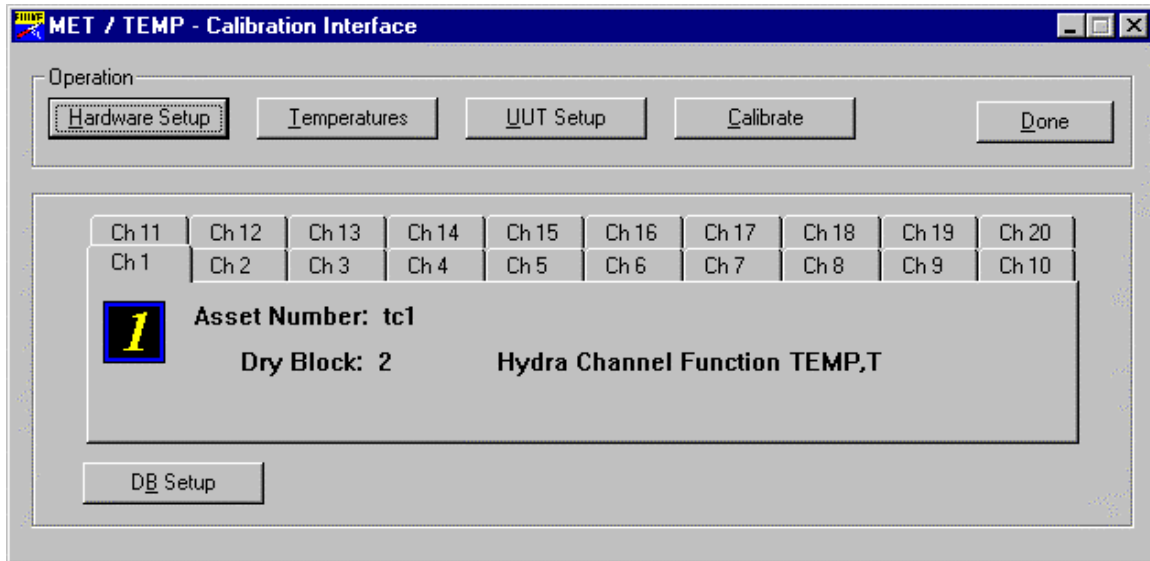 MET / TEMP - Calibration Interface
Operation
Hardware Setup Temperatures UUT Setup Calibrate Done
Ch 11 Ch 12 Ch 13 Ch 14 Ch 15 Ch 16 Ch 17 Ch 18 Ch 19 Ch 20
Ch 1 Ch 2 Ch 3 Ch 4 Ch 5 Ch 6 Ch 7 Ch 8 Ch 9 Ch 10
1 Asset Number: tc1
Dry Block: 2 Hydra Channel Function TEMP,T
DB Setup